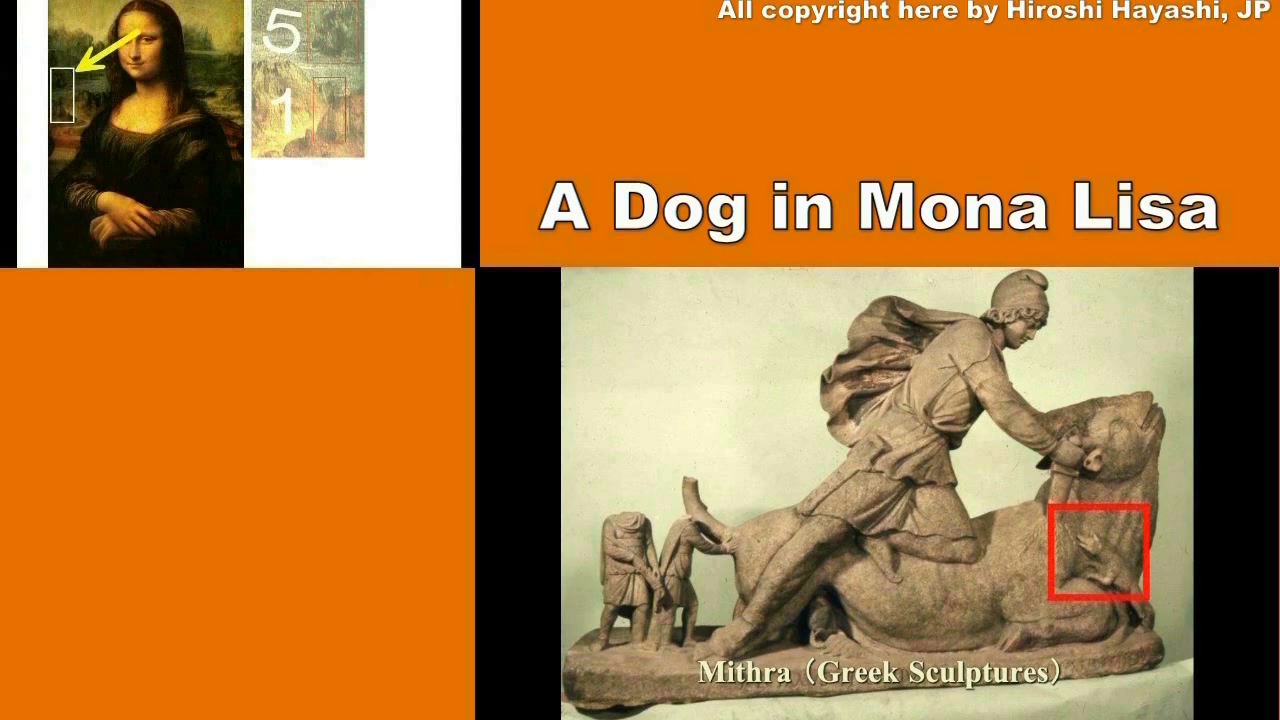 All copyright here by Hiroshi Hayashi, JP
5
1
A Dog in Mona Lisa
Mithra（Greek Sculptures）